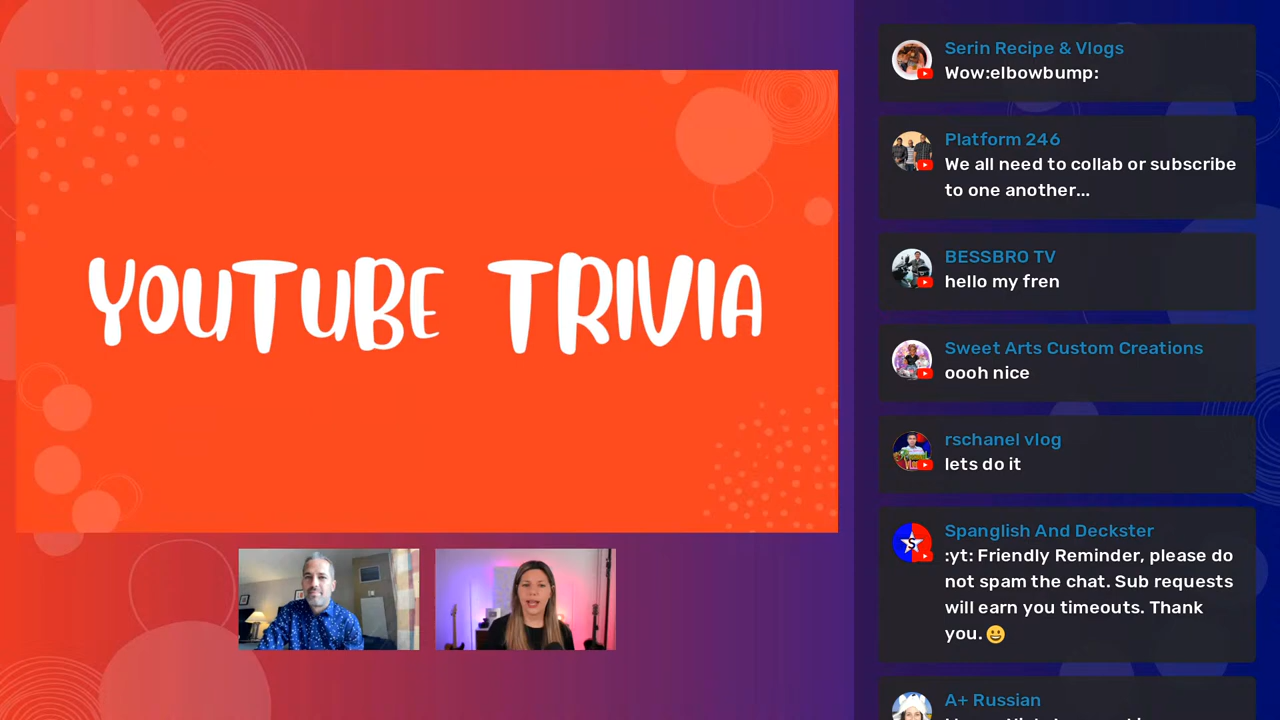 YOUTUBE TRIVIA
Serin Recipe & Vlogs
Wow:elbowbump:
Platform 246
We all need to collab or subscribe
to one another...
BESSBRO TV
hello my fren
Sweet Arts Custom Creations
oooh nice
rschanel vlog
lets do it
Spanglish And Deckster
:yt: Friendly Reminder, please do
not spam the chat. Sub requests
will earn you timeouts. Thank
you. 😀
A+ Russian